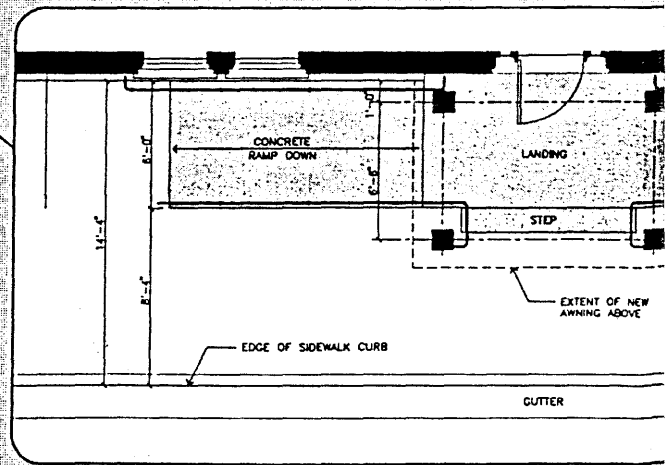 1'-0"
CONCRETE
RAMP DOWN
6'-0"
6'-6"
LANDING
STEP
14'-4"
8'-4"
EXTENT OF NEW
AWNING ABOVE
EDGE OF SIDEWALK CURB
GUTTER